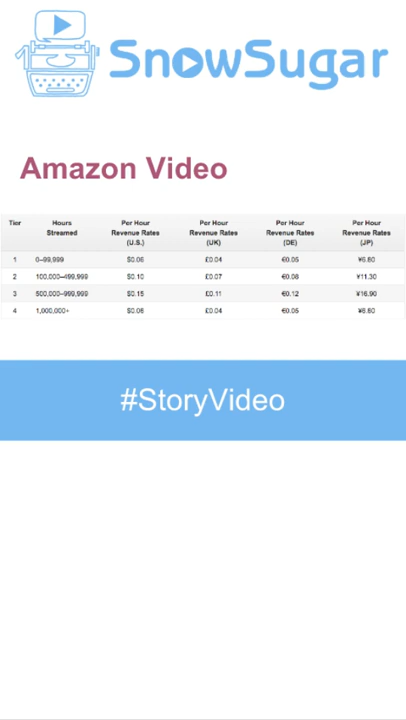 SnowSugar
Amazon Video
Tier Hours Streamed Per Hour Revenue Rates (U.S.) Per Hour Revenue Rates (UK) Per Hour Revenue Rates (DE) Per Hour Revenue Rates (JP)
1 0–99,999 $0.06 £0.04 €0.05 ¥6.80
2 100,000–499,999 $0.10 £0.07 €0.08 ¥11.30
3 500,000–999,999 $0.15 £0.11 €0.12 ¥16.90
4 1,000,000+ $0.06 £0.04 €0.05 ¥6.80
#StoryVideo